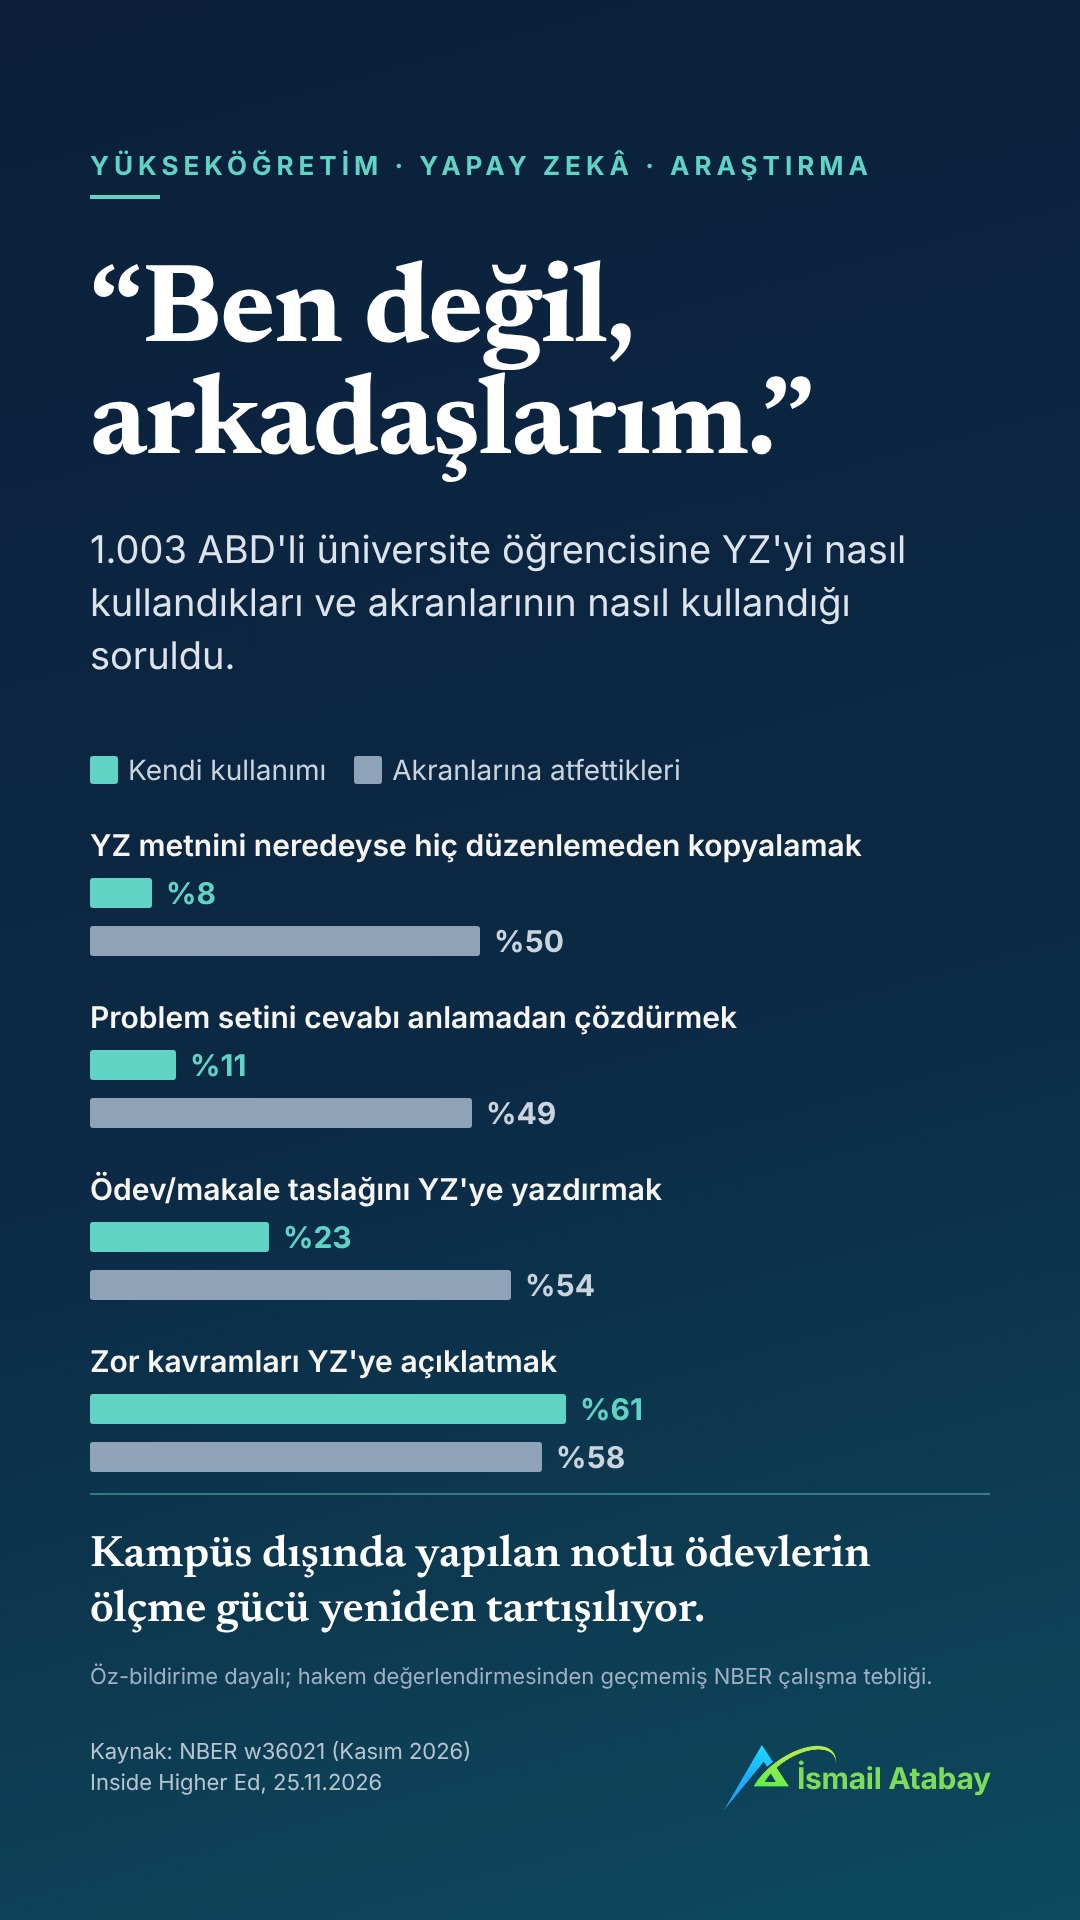 YÜKSEKÖĞRETİM · YAPAY ZEKÂ · ARAŞTIRMA
“Ben değil,
arkadaşlarım.”
1.003 ABD'li üniversite öğrencisine YZ'yi nasıl
kullandıkları ve akranlarının nasıl kullandığı
soruldu.
Kendi kullanımı Akranlarına atfettikleri
YZ metnini neredeyse hiç düzenlemeden kopyalamak
%8
%50
Problem setini cevabı anlamadan çözdürmek
%11
%49
Ödev/makale taslağını YZ'ye yazdırmak
%23
%54
Zor kavramları YZ'ye açıklatmak
%61
%58
Kampüs dışında yapılan notlu ödevlerin
ölçme gücü yeniden tartışılıyor.
Öz-bildirime dayalı; hakem değerlendirmesinden geçmemiş NBER çalışma tebliği.
Kaynak: NBER w36021 (Kasım 2026)
Inside Higher Ed, 25.11.2026
İsmail Atabay